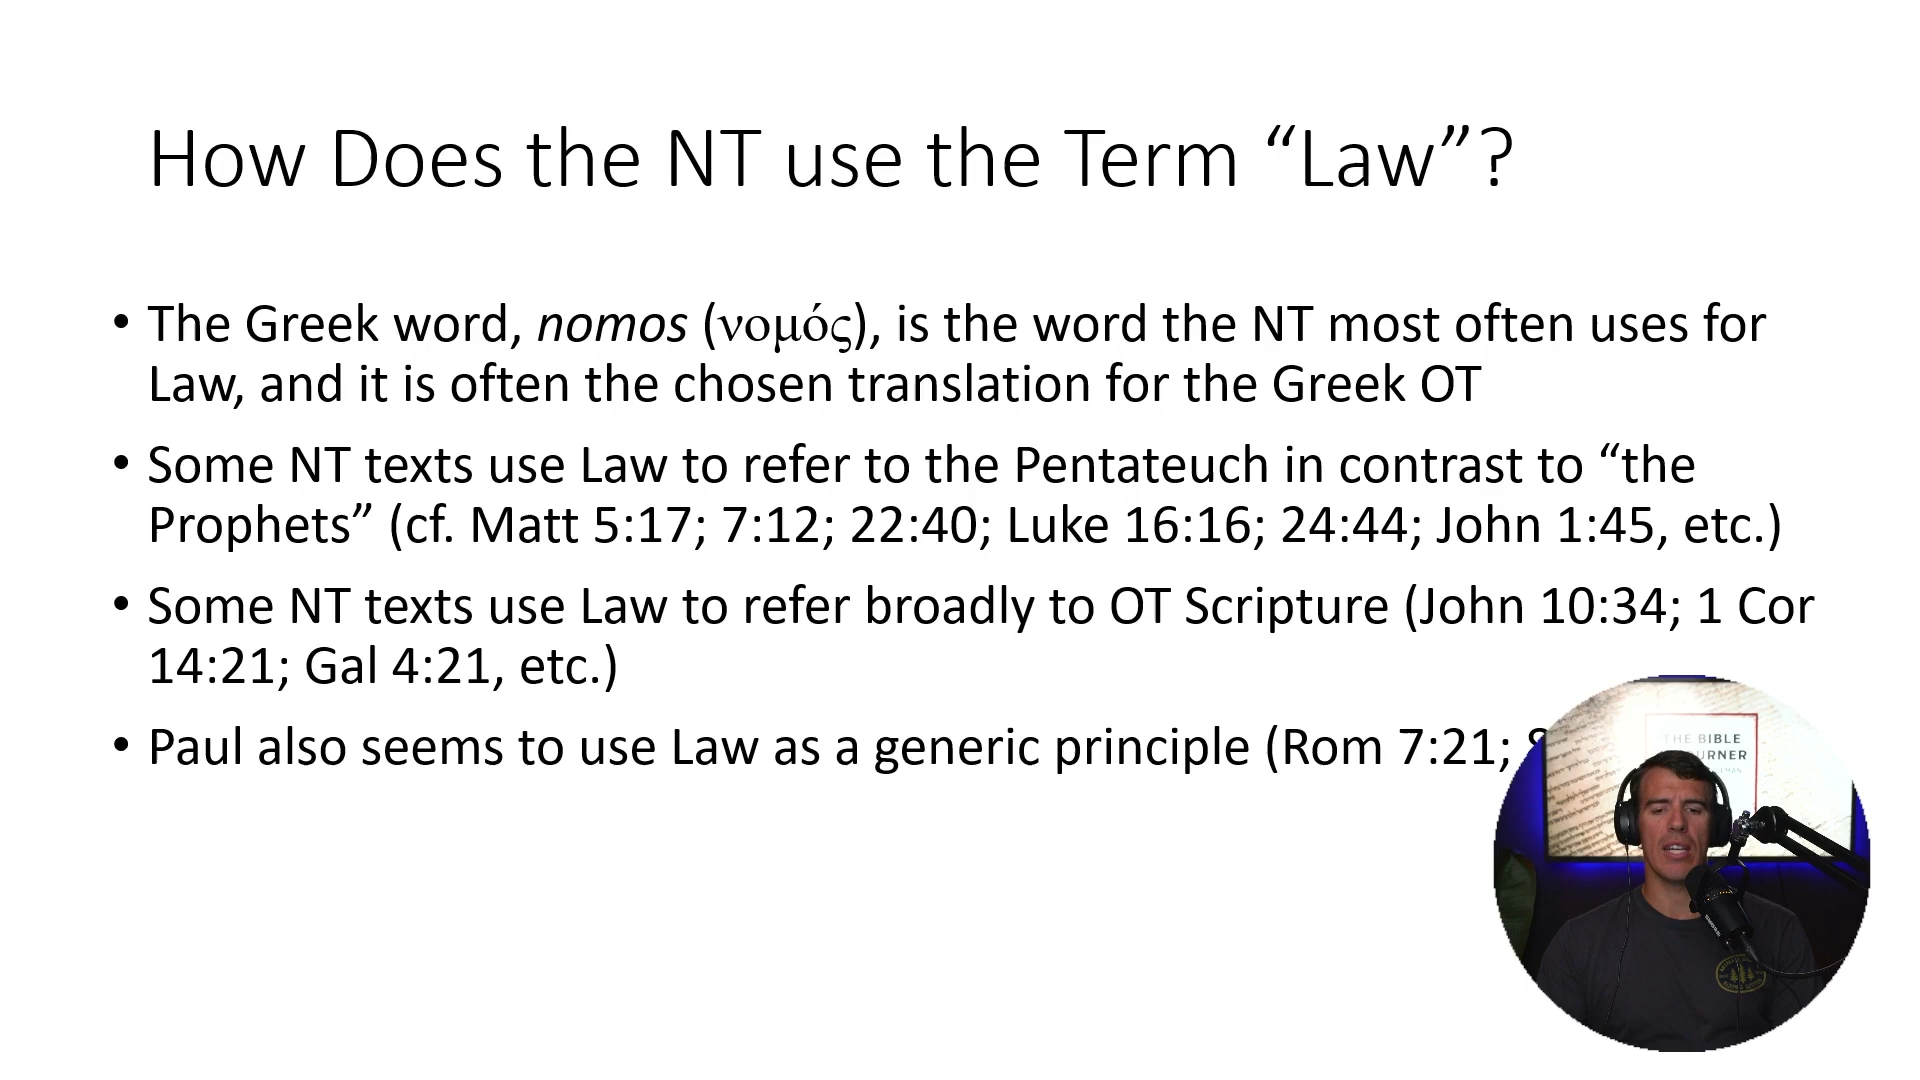 How Does the NT use the Term “Law”?
• The Greek word, nomos (νομός), is the word the NT most often uses for
Law, and it is often the chosen translation for the Greek OT
• Some NT texts use Law to refer to the Pentateuch in contrast to “the
Prophets” (cf. Matt 5:17; 7:12; 22:40; Luke 16:16; 24:44; John 1:45, etc.)
• Some NT texts use Law to refer broadly to OT Scripture (John 10:34; 1 Cor
14:21; Gal 4:21, etc.)
• Paul also seems to use Law as a generic principle (Rom 7:21;
THE BIBLE